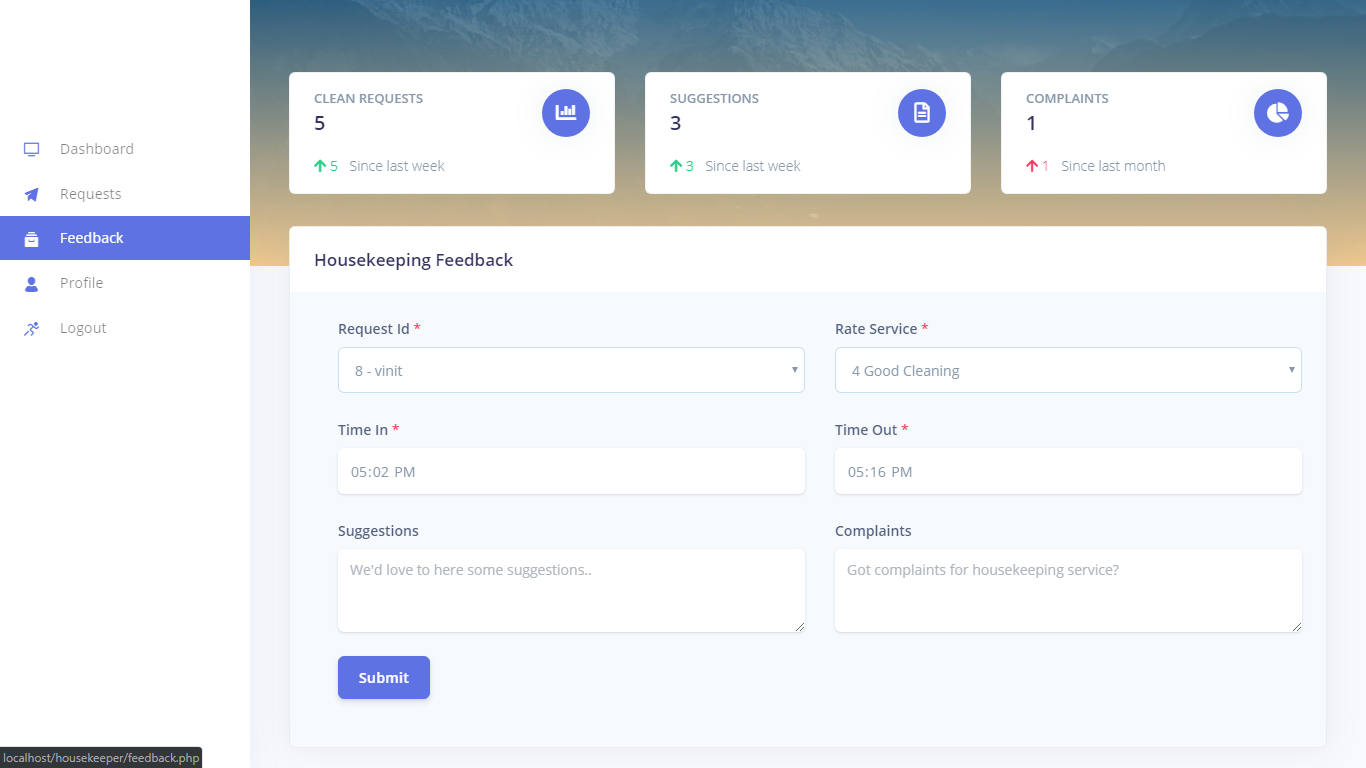 Dashboard
Requests
Feedback
Profile
Logout
CLEAN REQUESTS
5
5 Since last week
SUGGESTIONS
3
3 Since last week
COMPLAINTS
1
1 Since last month
Housekeeping Feedback
Request Id *
8 - vinit
Rate Service *
4 Good Cleaning
Time In *
05:02 PM
Time Out *
05:16 PM
Suggestions
We'd love to here some suggestions..
Complaints
Got complaints for housekeeping service?
Submit
localhost/housekeeper/feedback.php